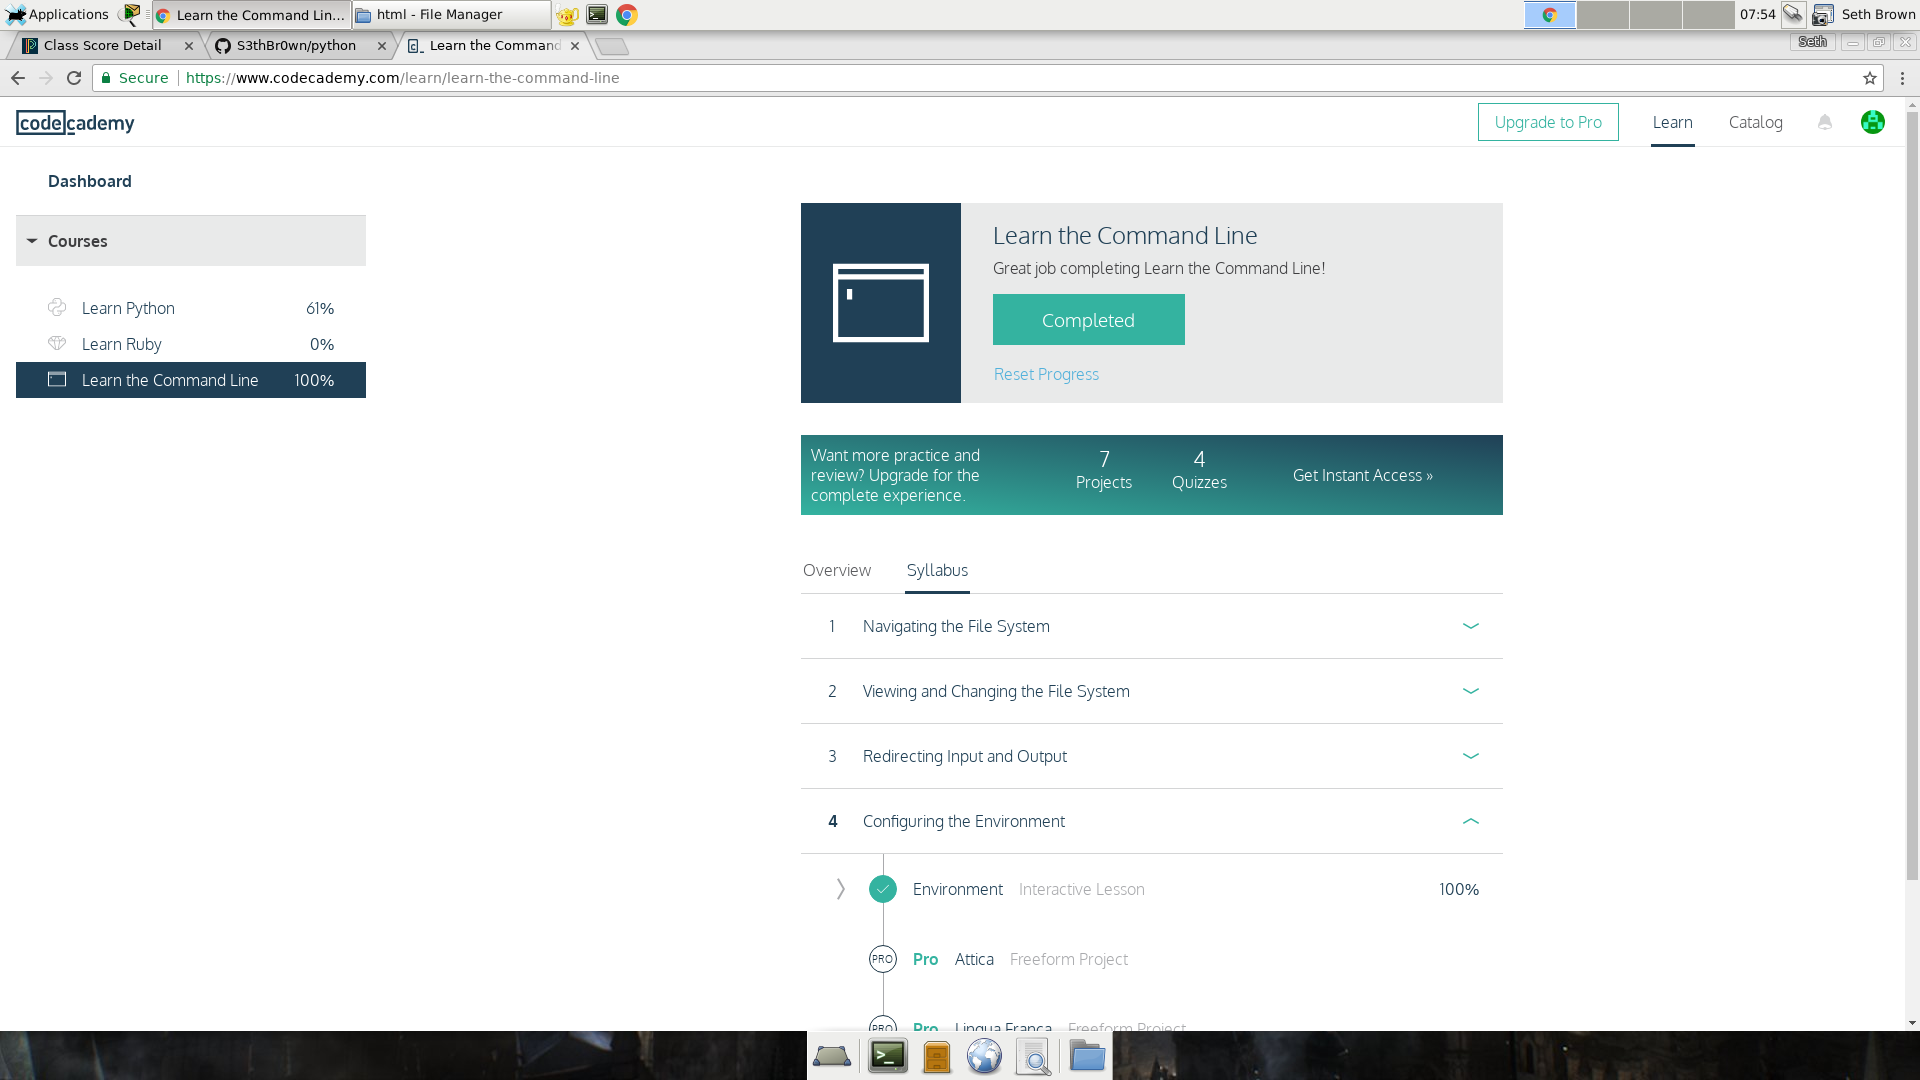 Applications
Learn the Command Lin...
html - File Manager
07:54
Seth Brown
Class Score Detail
S3thBr0wn/python
Learn the Command
Seth
Secure
https://www.codecademy.com/learn/learn-the-command-line
codecademy
Upgrade to Pro
Learn
Catalog
Dashboard
Courses
Learn Python 61%
Learn Ruby 0%
Learn the Command Line 100%
Learn the Command Line
Great job completing Learn the Command Line!
Completed
Reset Progress
Want more practice and
review? Upgrade for the
complete experience.
7
Projects
4
Quizzes
Get Instant Access »
Overview
Syllabus
1 Navigating the File System
2 Viewing and Changing the File System
3 Redirecting Input and Output
4 Configuring the Environment
Environment Interactive Lesson 100%
PRO Pro Attica Freeform Project
PRO Pro Lingua Franca Freeform Project